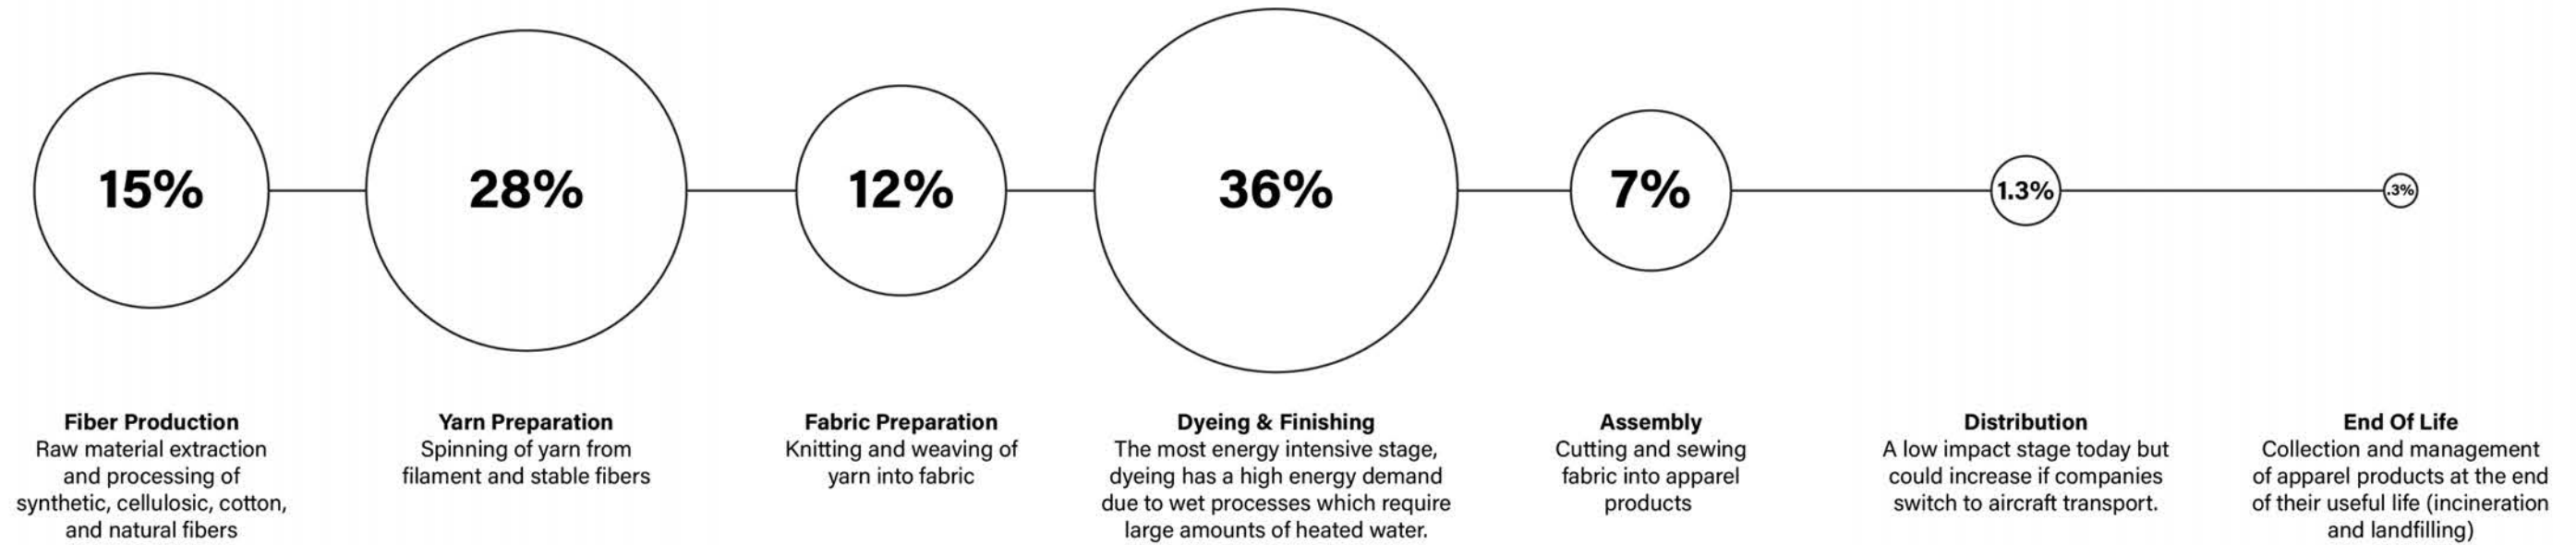 15%
28%
12%
36%
7%
1.3%
.3%
Fiber Production
Raw material extraction
and processing of
synthetic, cellulosic, cotton,
and natural fibers
Yarn Preparation
Spinning of yarn from
filament and stable fibers
Fabric Preparation
Knitting and weaving of
yarn into fabric
Dyeing & Finishing
The most energy intensive stage,
dyeing has a high energy demand
due to wet processes which require
large amounts of heated water.
Assembly
Cutting and sewing
fabric into apparel
products
Distribution
A low impact stage today but
could increase if companies
switch to aircraft transport.
End Of Life
Collection and management
of apparel products at the end
of their useful life (incineration
and landfilling)